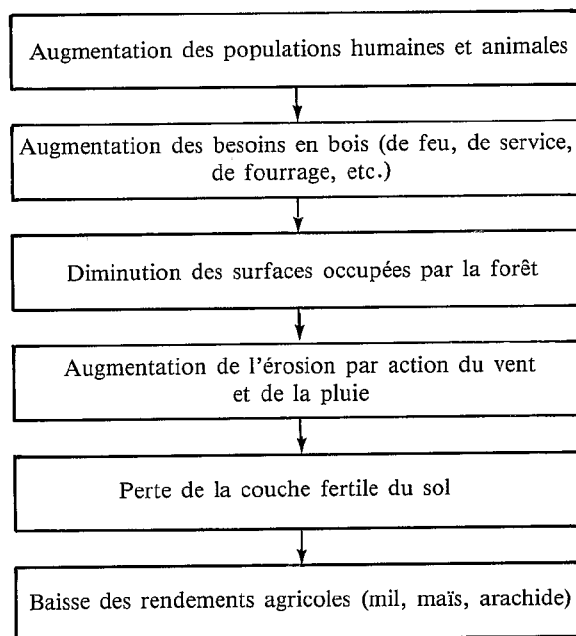 Augmentation des populations humaines et animales
Augmentation des besoins en bois (de feu, de service,
de fourrage, etc.)
Diminution des surfaces occupées par la forêt
Augmentation de l'érosion par action du vent
et de la pluie
Perte de la couche fertile du sol
Baisse des rendements agricoles (mil, maïs, arachide)